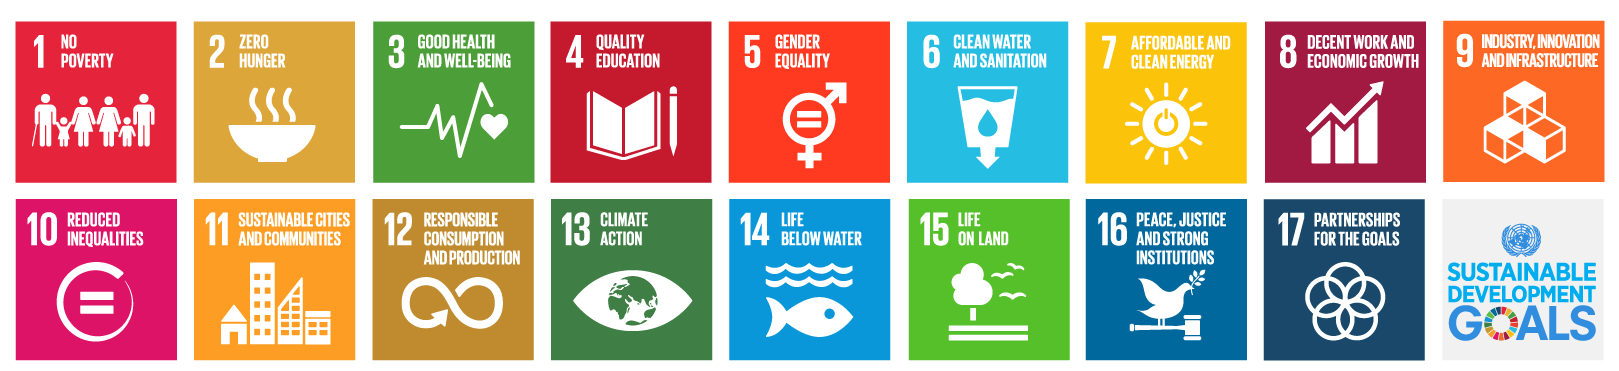 1 NO
POVERTY
2 ZERO
HUNGER
3 GOOD HEALTH
AND WELL-BEING
4 QUALITY
EDUCATION
5 GENDER
EQUALITY
6 CLEAN WATER
AND SANITATION
7 AFFORDABLE AND
CLEAN ENERGY
8 DECENT WORK AND
ECONOMIC GROWTH
9 INDUSTRY, INNOVATION
AND INFRASTRUCTURE
10 REDUCED
INEQUALITIES
11 SUSTAINABLE CITIES
AND COMMUNITIES
12 RESPONSIBLE
CONSUMPTION
AND PRODUCTION
13 CLIMATE
ACTION
14 LIFE
BELOW WATER
15 LIFE
ON LAND
16 PEACE, JUSTICE
AND STRONG
INSTITUTIONS
17 PARTNERSHIPS
FOR THE GOALS
SUSTAINABLE
DEVELOPMENT
GOALS